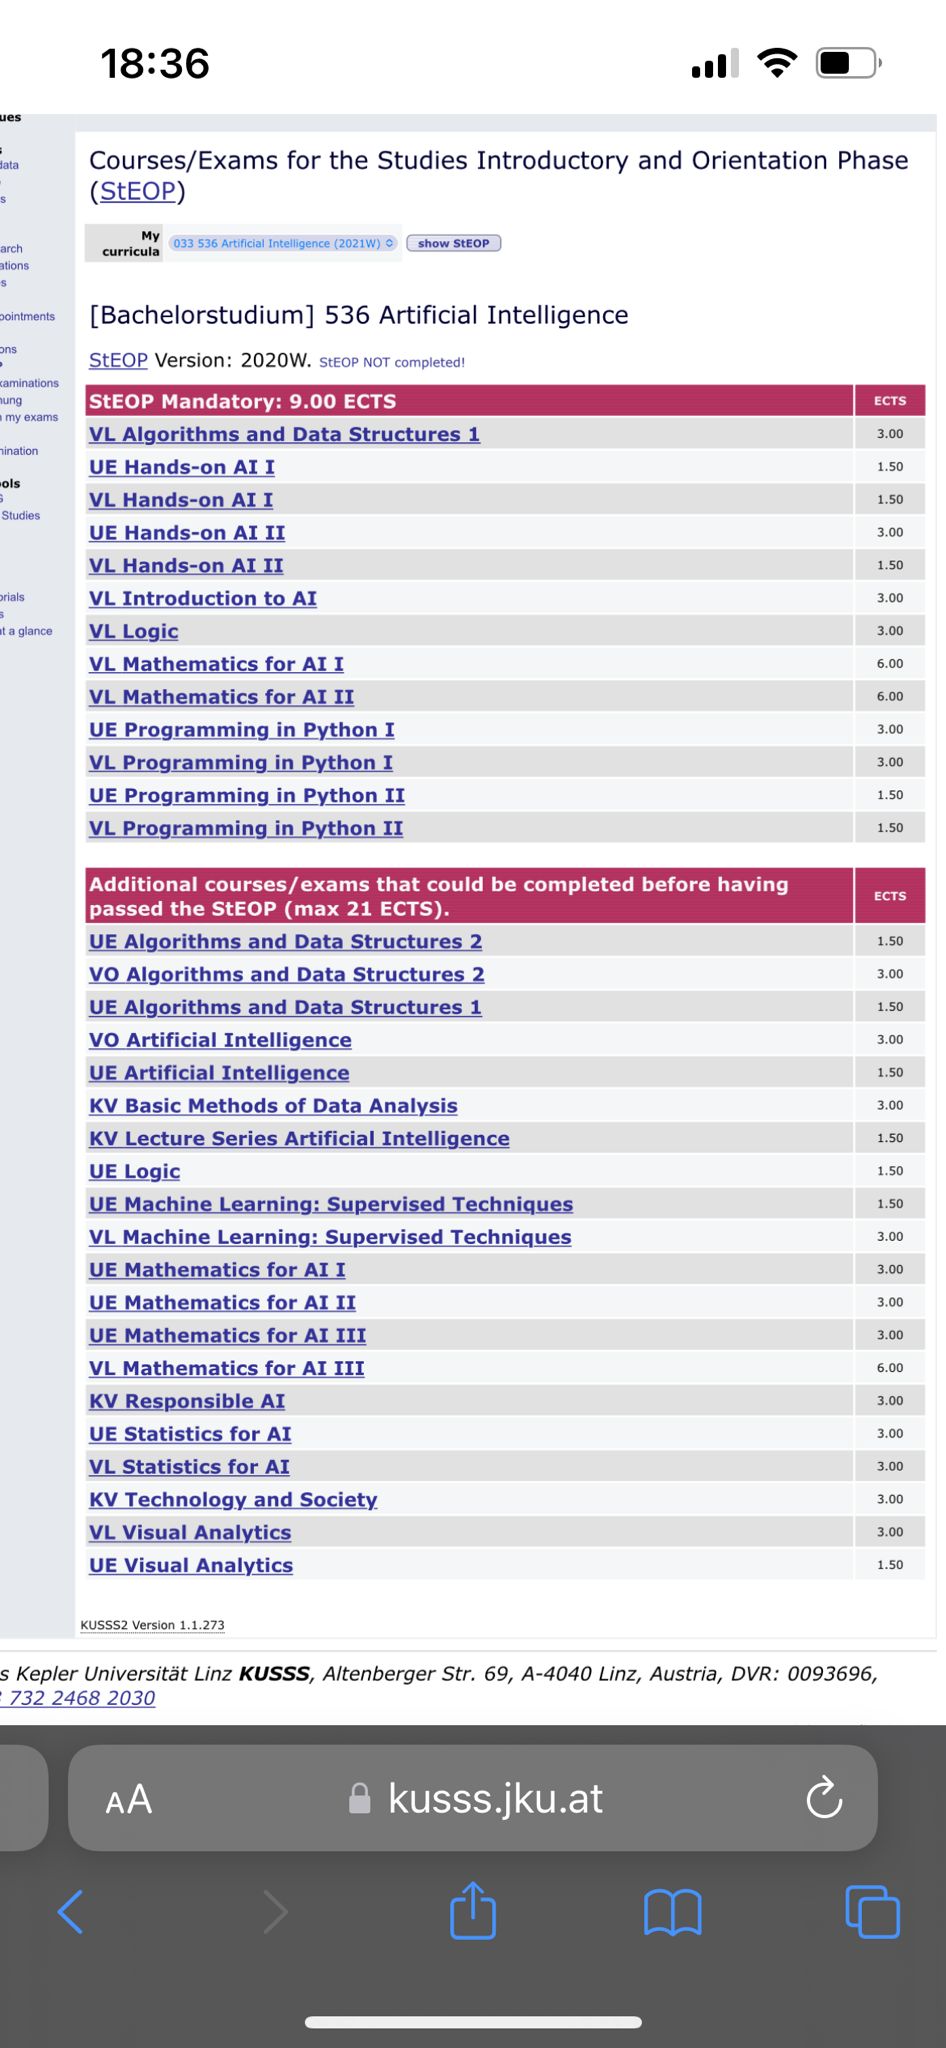 18:36
ues
data
s
arch
ations
s
pointments
ons
P
xaminations
nung
n my exams
nination
ols
G
Studies
orials
s
at a glance
Courses/Exams for the Studies Introductory and Orientation Phase
(StEOP)
My
curricula
033 536 Artificial Intelligence (2021W)
show StEOP
[Bachelorstudium] 536 Artificial Intelligence
StEOP Version: 2020W. StEOP NOT completed!
StEOP Mandatory: 9.00 ECTS ECTS
VL Algorithms and Data Structures 1 3.00
UE Hands-on AI I 1.50
VL Hands-on AI I 1.50
UE Hands-on AI II 3.00
VL Hands-on AI II 1.50
VL Introduction to AI 3.00
VL Logic 3.00
VL Mathematics for AI I 6.00
VL Mathematics for AI II 6.00
UE Programming in Python I 3.00
VL Programming in Python I 3.00
UE Programming in Python II 1.50
VL Programming in Python II 1.50
Additional courses/exams that could be completed before having
passed the StEOP (max 21 ECTS).
ECTS
UE Algorithms and Data Structures 2 1.50
VO Algorithms and Data Structures 2 3.00
UE Algorithms and Data Structures 1 1.50
VO Artificial Intelligence 3.00
UE Artificial Intelligence 1.50
KV Basic Methods of Data Analysis 3.00
KV Lecture Series Artificial Intelligence 1.50
UE Logic 1.50
UE Machine Learning: Supervised Techniques 1.50
VL Machine Learning: Supervised Techniques 3.00
UE Mathematics for AI I 3.00
UE Mathematics for AI II 3.00
UE Mathematics for AI III 3.00
VL Mathematics for AI III 6.00
KV Responsible AI 3.00
UE Statistics for AI 3.00
VL Statistics for AI 3.00
KV Technology and Society 3.00
VL Visual Analytics 3.00
UE Visual Analytics 1.50
KUSSS2 Version 1.1.273
s Kepler Universität Linz KUSSS, Altenberger Str. 69, A-4040 Linz, Austria, DVR: 0093696,
732 2468 2030
AA
kusss.jku.at